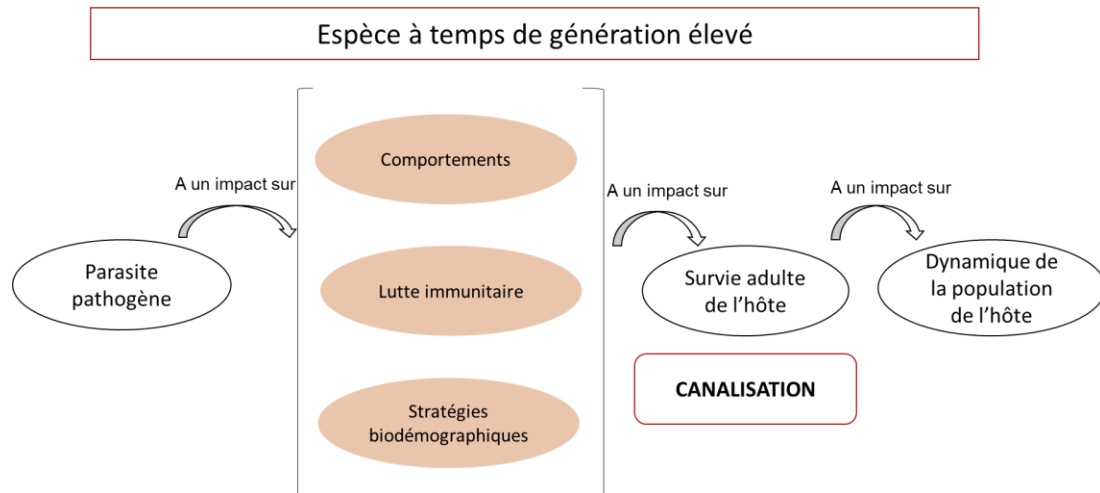 Espèce à temps de génération élevé
Comportements
A un impact sur
A un impact sur
A un impact sur
Parasite
pathogène
Lutte immunitaire
Survie adulte
de l’hôte
Dynamique de
la population
de l’hôte
CANALISATION
Stratégies
biodémographiques